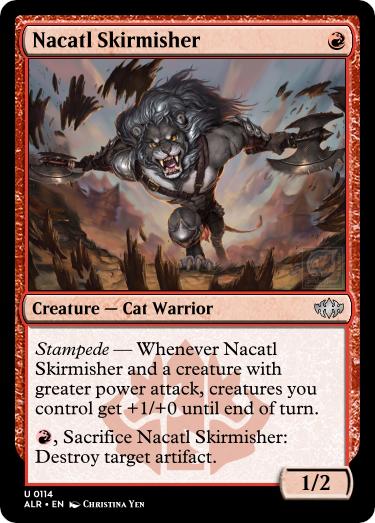 Nacatl Skirmisher
Creature — Cat Warrior
Stampede — Whenever Nacatl
Skirmisher and a creature with
greater power attack, creatures you
control get +1/+0 until end of turn.
, Sacrifice Nacatl Skirmisher:
Destroy target artifact.
1/2
U 0114
ALR • EN Christina Yen